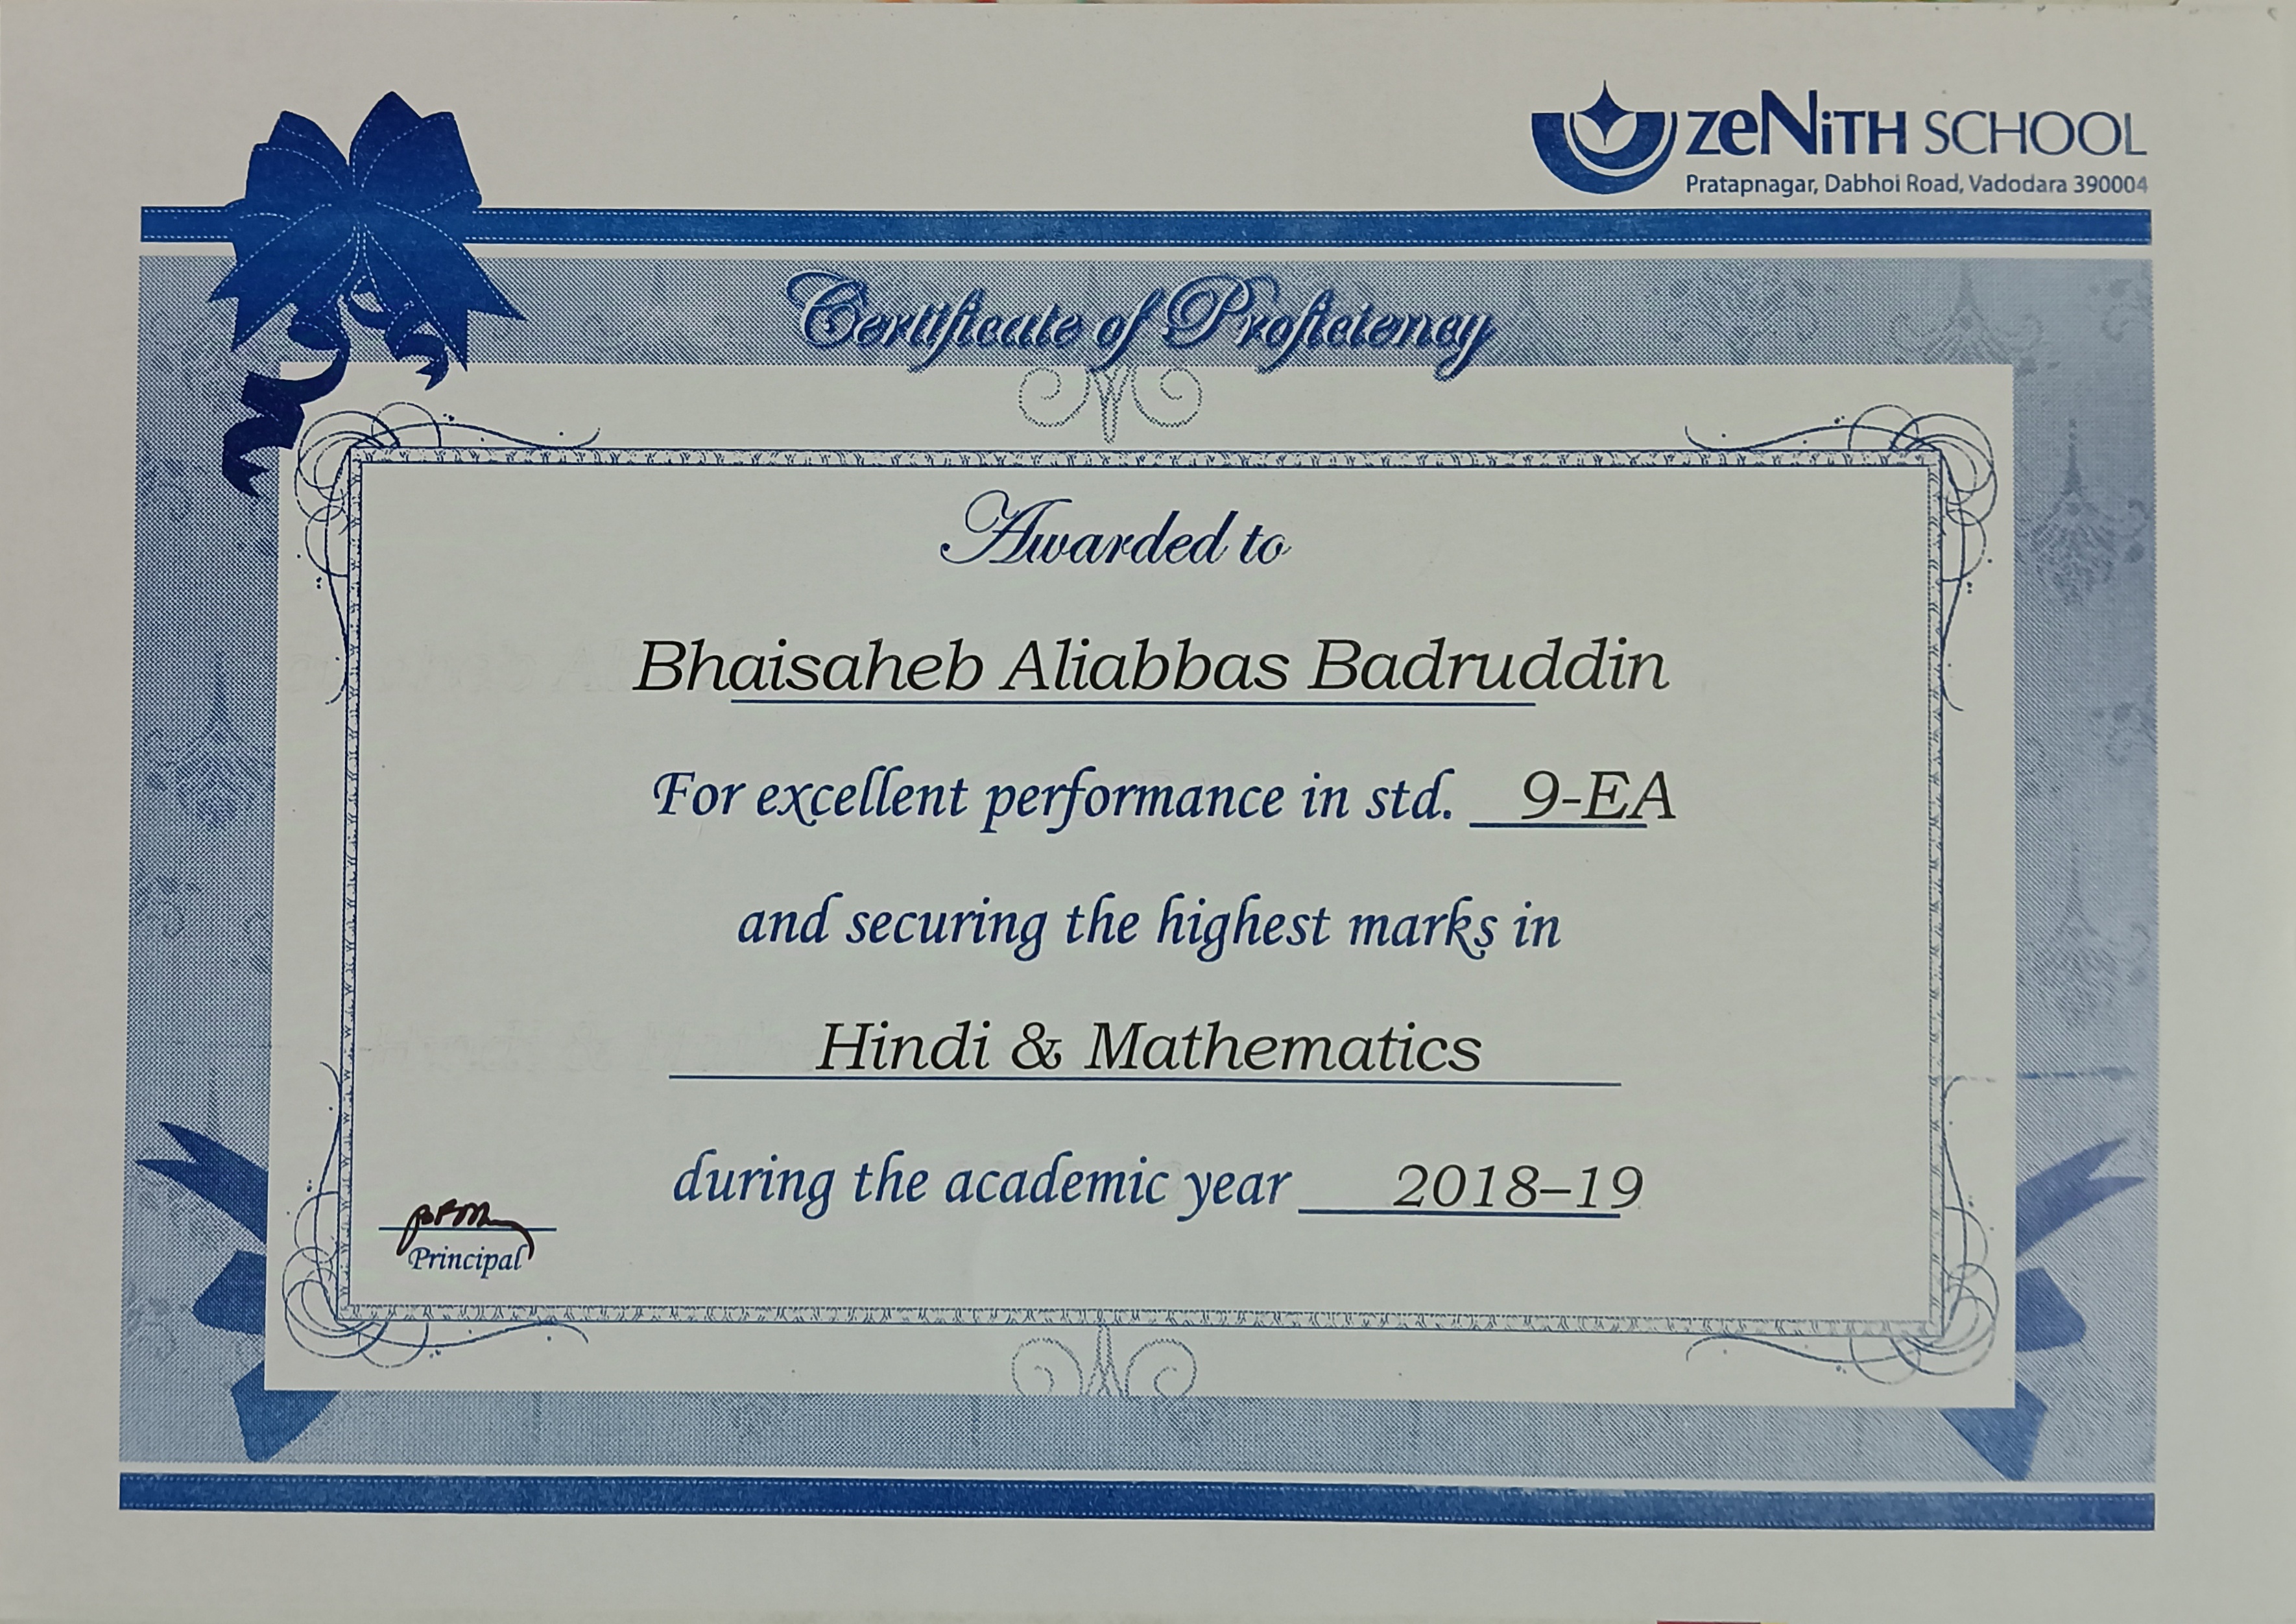 zeNiTH SCHOOL
Pratapnagar, Dabhoi Road, Vadodara 390004
Certificate of Proficiency
Awarded to
Bhaisaheb Aliabbas Badruddin
For excellent performance in std. 9-EA
and securing the highest marks in
Hindi & Mathematics
during the academic year 2018–19
Principal